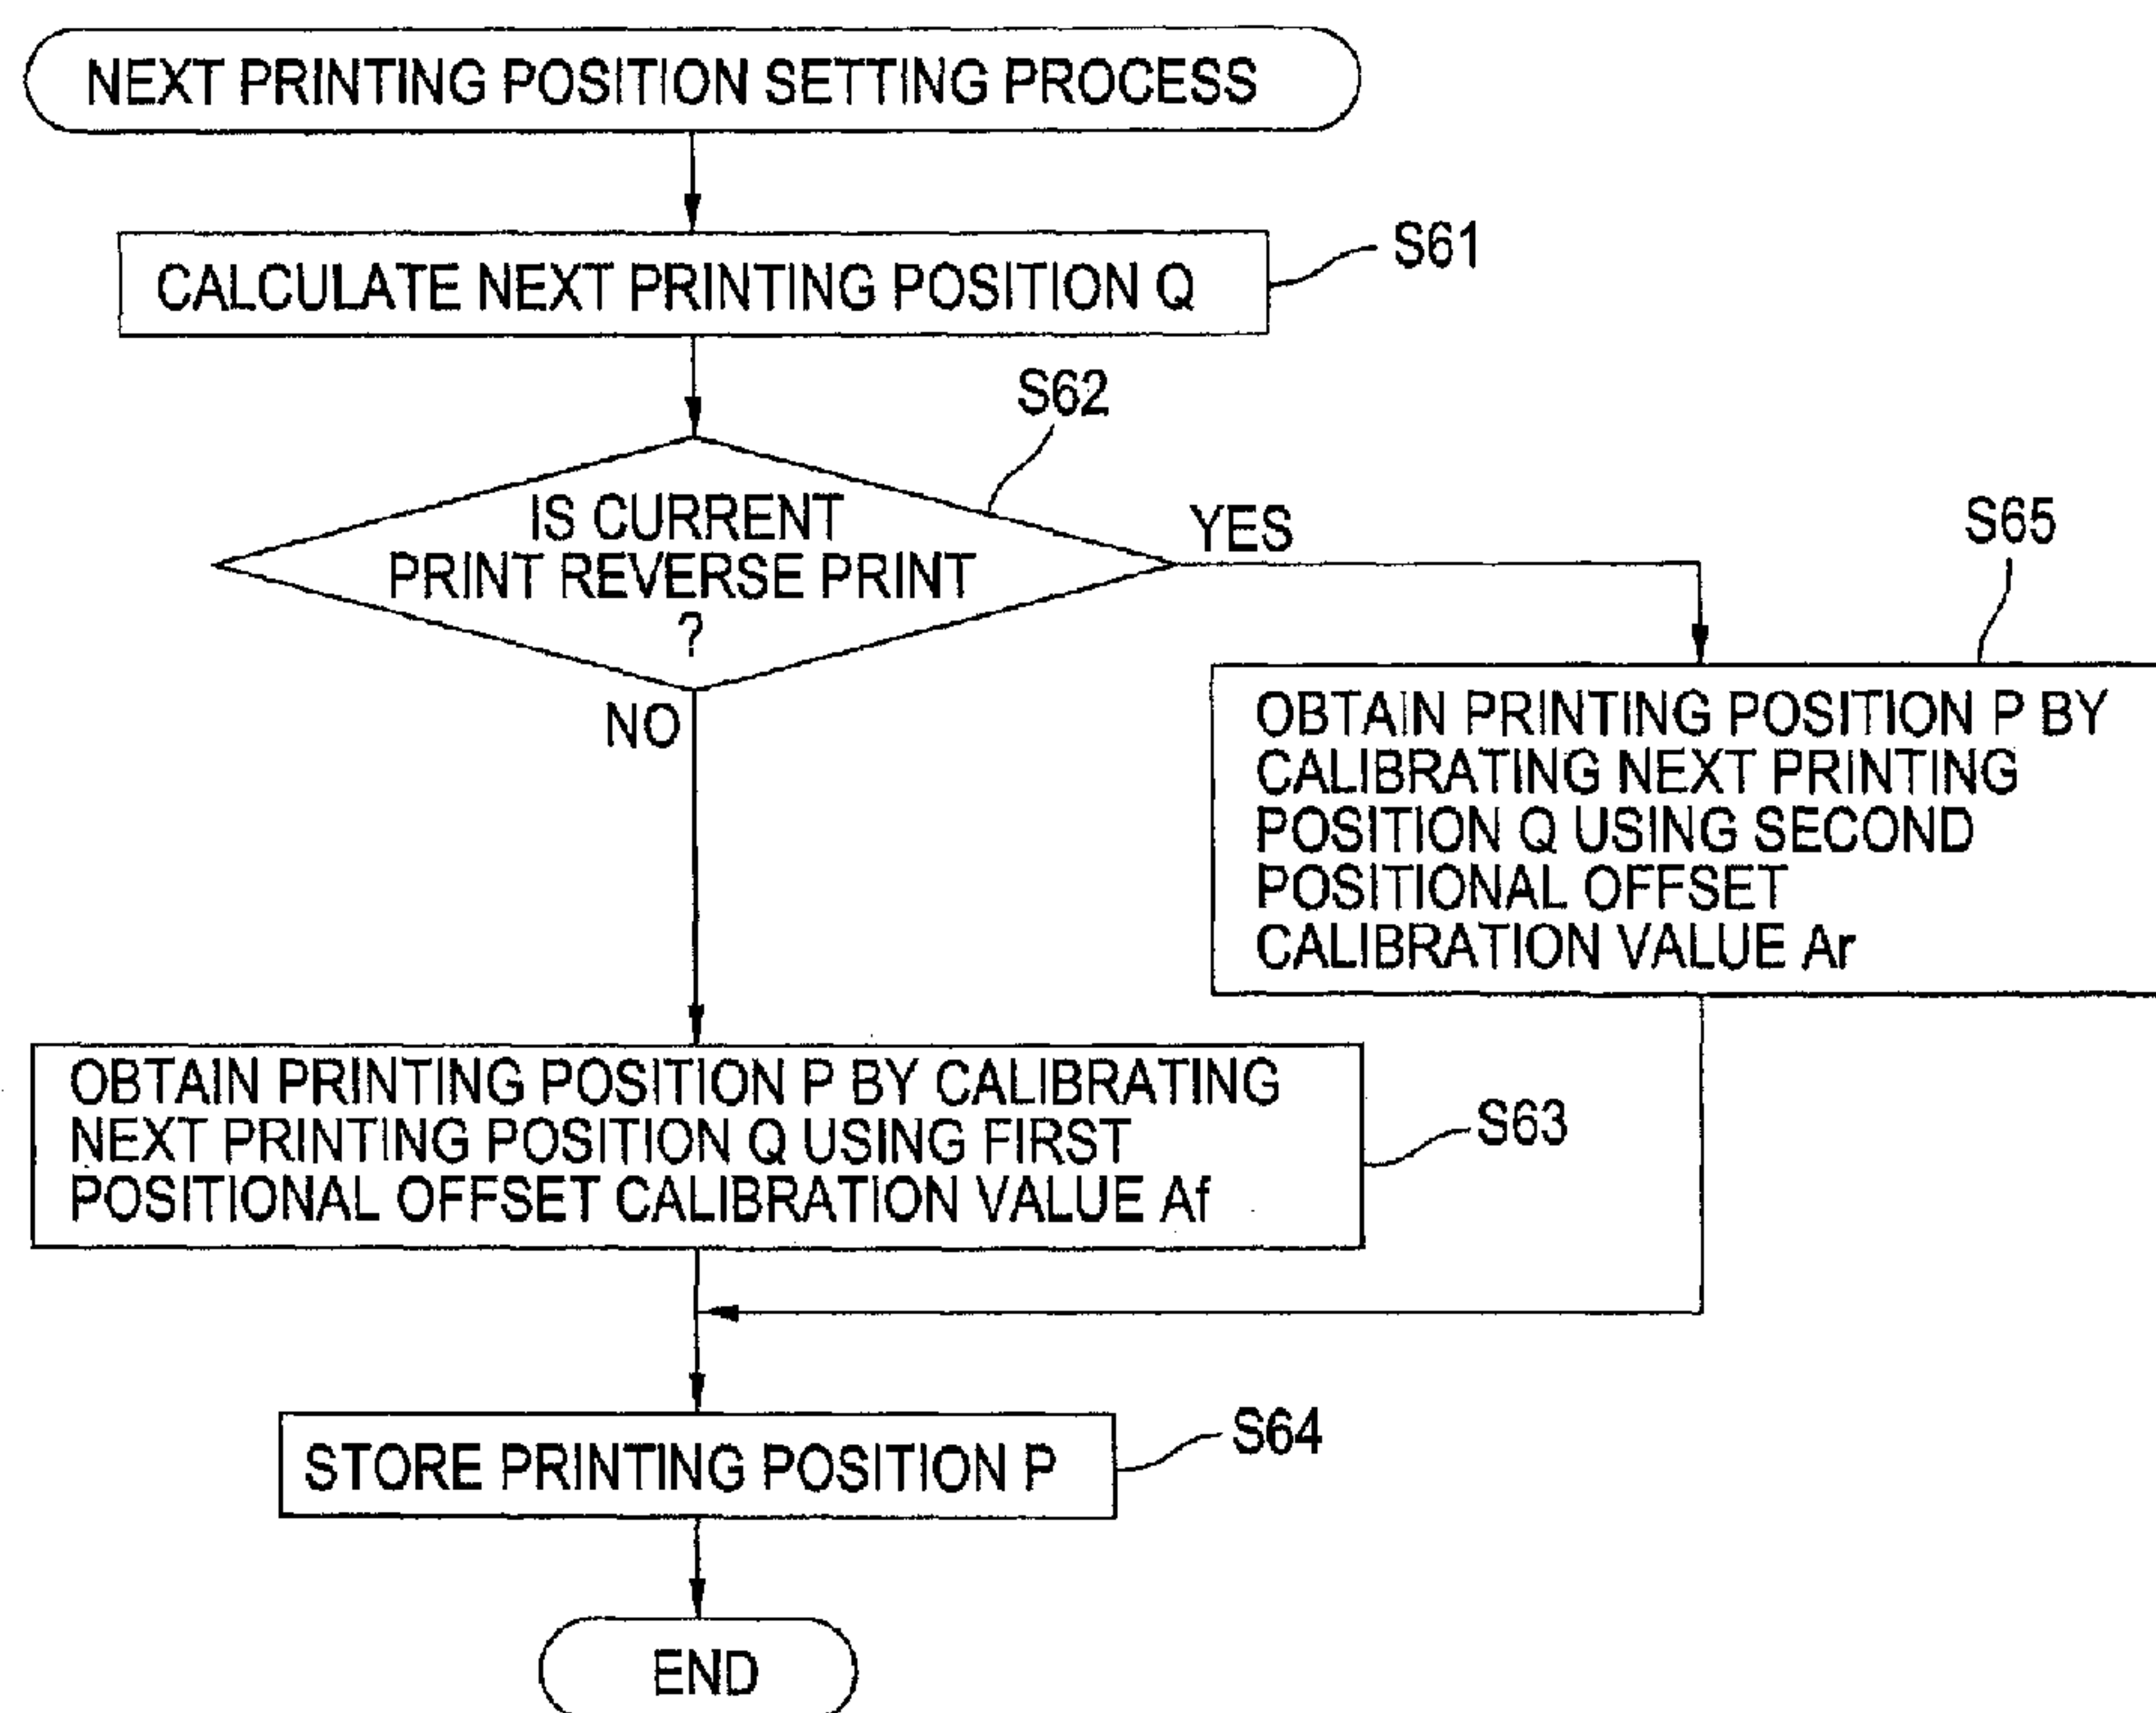 NEXT PRINTING POSITION SETTING PROCESS
CALCULATE NEXT PRINTING POSITION Q
S61
S62
IS CURRENT
PRINT REVERSE PRINT
?
YES
NO
S65
OBTAIN PRINTING POSITION P BY
CALIBRATING NEXT PRINTING
POSITION Q USING SECOND
POSITIONAL OFFSET
CALIBRATION VALUE Ar
OBTAIN PRINTING POSITION P BY CALIBRATING
NEXT PRINTING POSITION Q USING FIRST
POSITIONAL OFFSET CALIBRATION VALUE Af
S63
STORE PRINTING POSITION P
S64
END